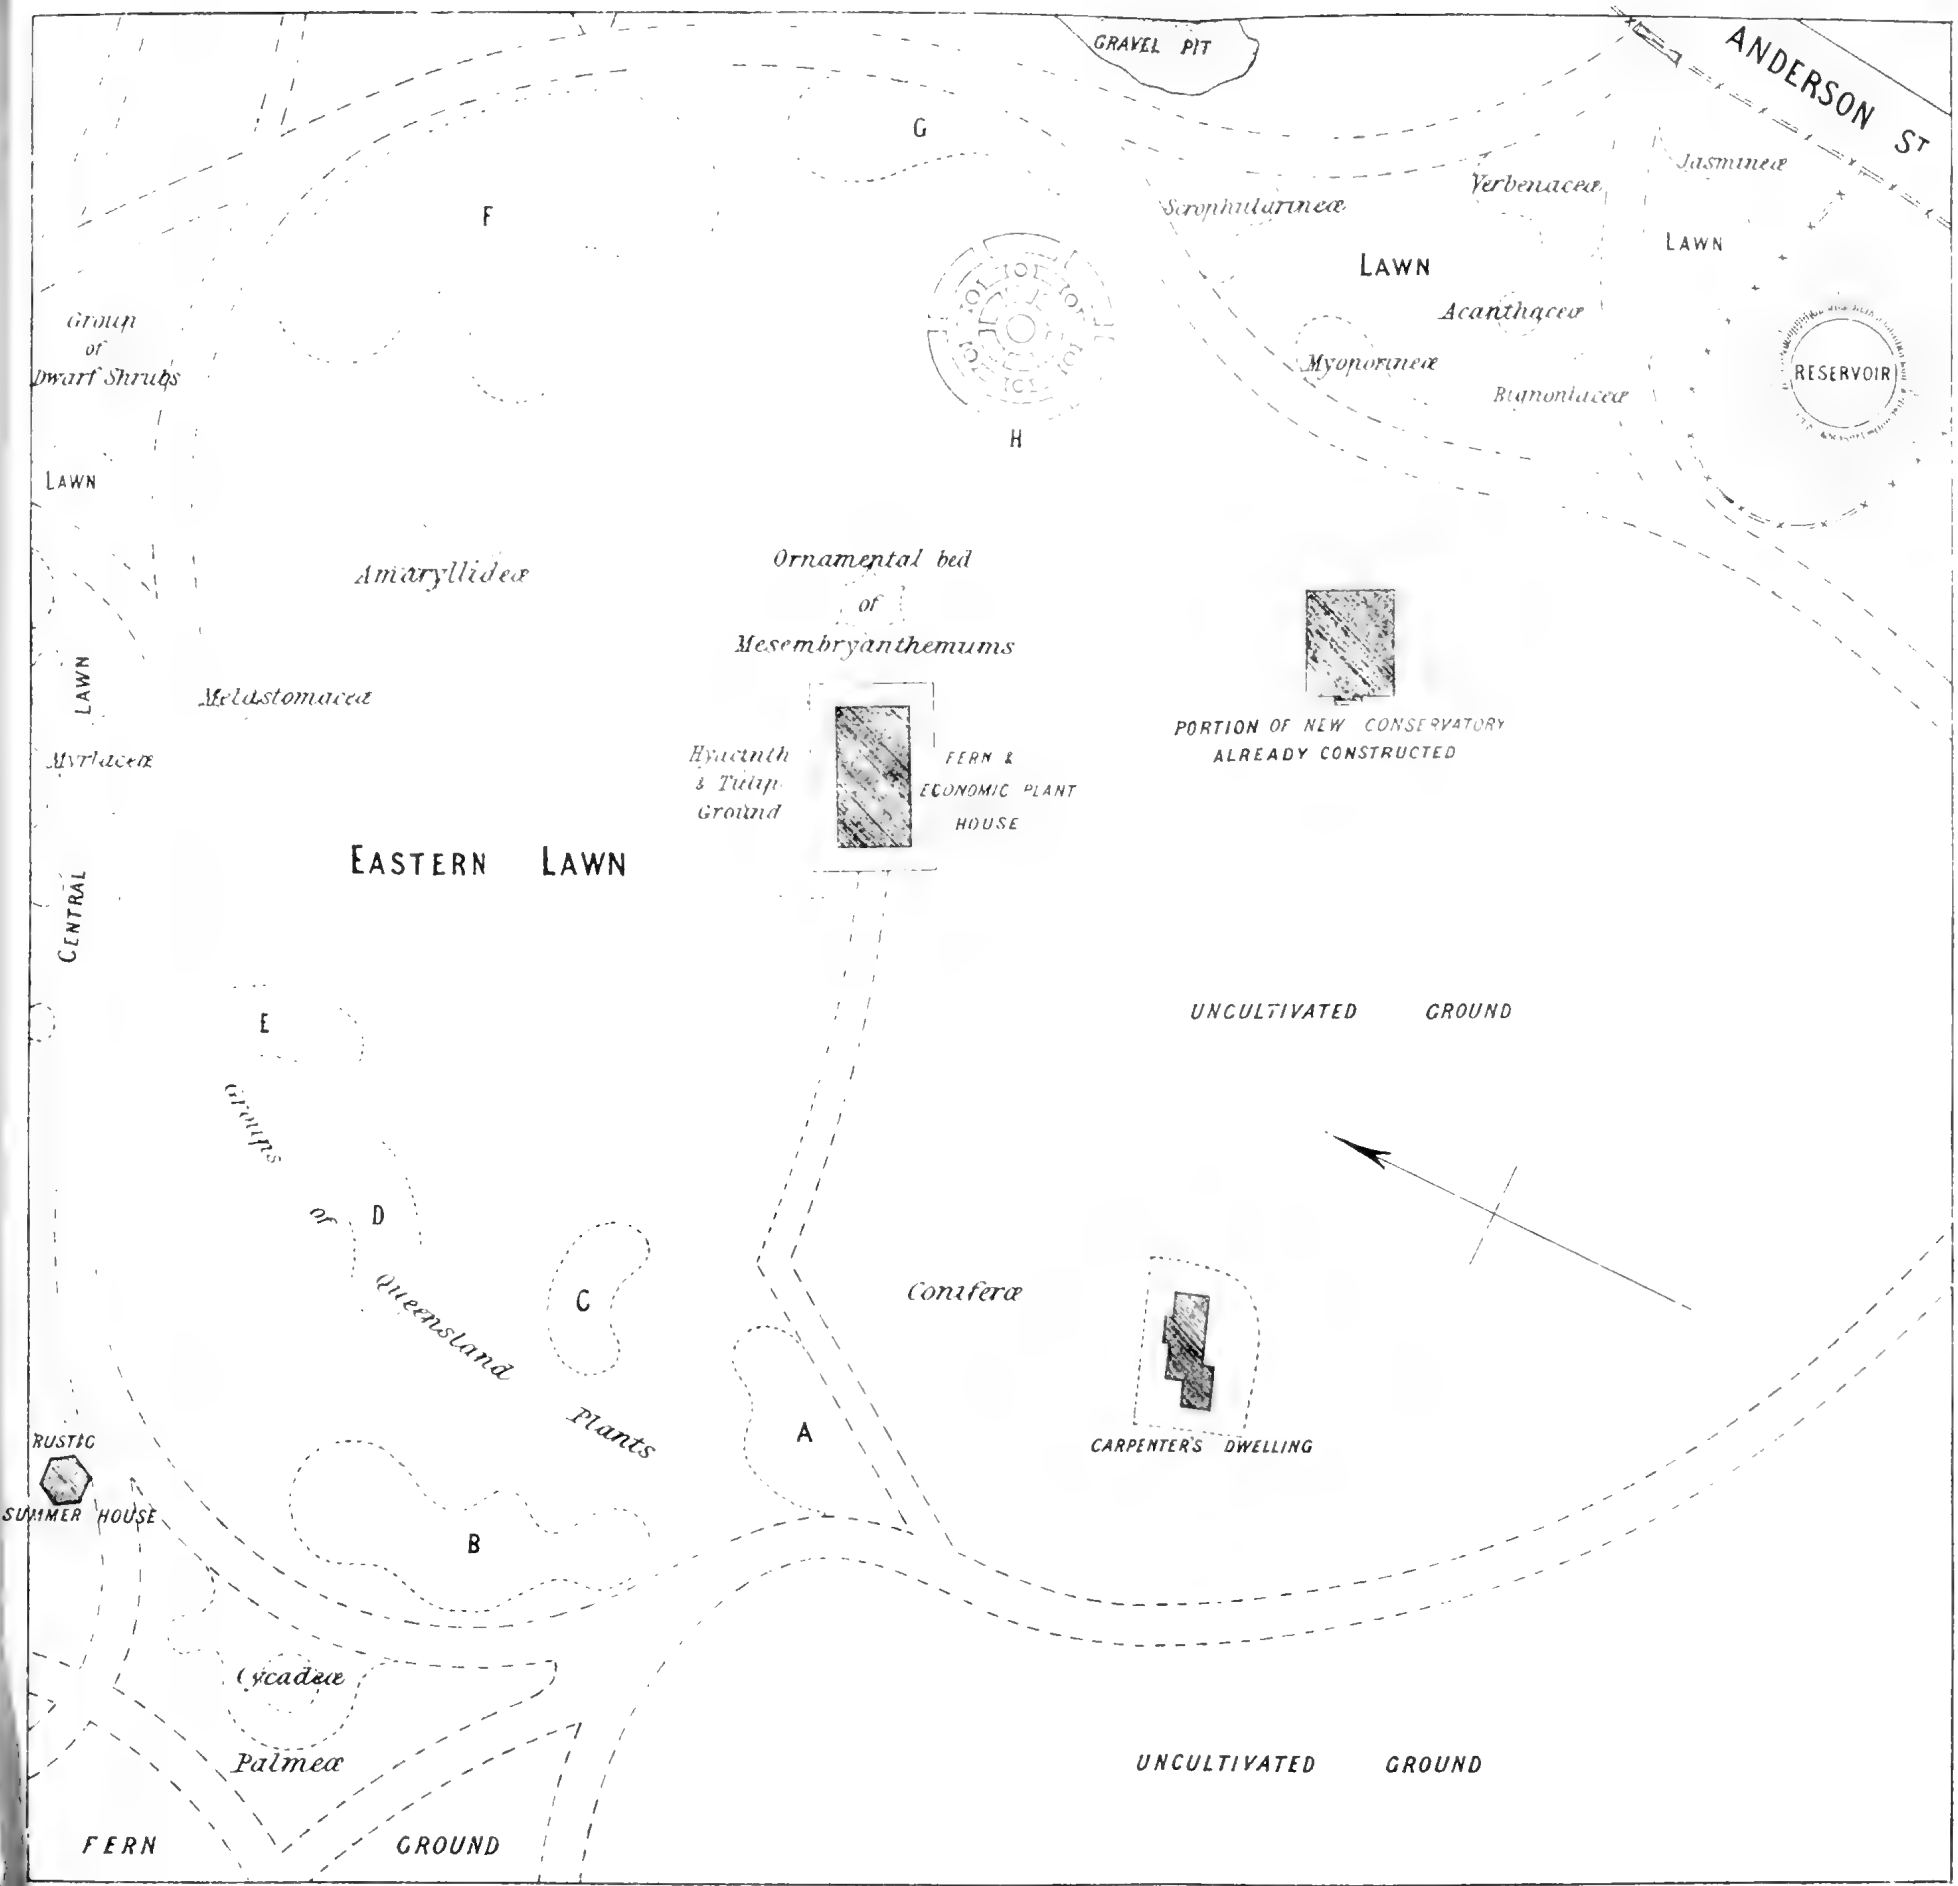 GRAVEL PIT
ANDERSON ST
G
F
Jasmineæ
Verbenaceæ
Scrophularineæ
LAWN
LAWN
Acanthaceæ
Group
of
Dwarf Shrubs
Myoporineæ
RESERVOIR
Bignoniaceæ
H
LAWN
Amaryllideæ
Ornamental bed
of
Mesembryanthemums
LAWN
Melastomaceæ
PORTION OF NEW CONSERVATORY
ALREADY CONSTRUCTED
Myrtaceæ
Hyacinth
& Tulip
Ground
FERN &
ECONOMIC PLANT
HOUSE
EASTERN LAWN
CENTRAL
E
UNCULTIVATED GROUND
Groups
of
D
Queensland
Plants
C
Coniferæ
A
CARPENTER'S DWELLING
RUSTIC
SUMMER HOUSE
B
Cycadeæ
Palmeæ
UNCULTIVATED GROUND
FERN GROUND